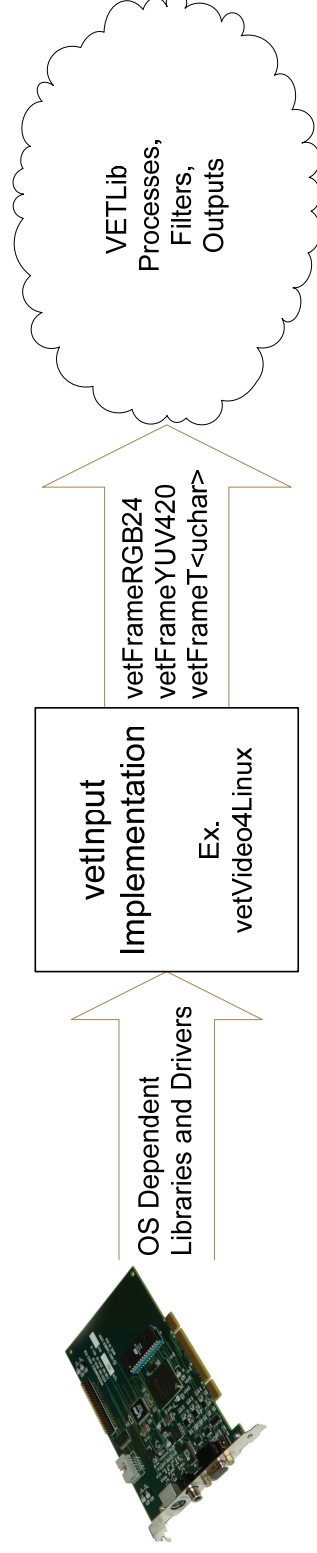 OS Dependent
Libraries and Drivers
vetInput
Implementation
Ex.
vetVideo4Linux
vetFrameRGB24
vetFrameYUV420
vetFrameT<uchar>
VETLib
Processes,
Filters,
Outputs